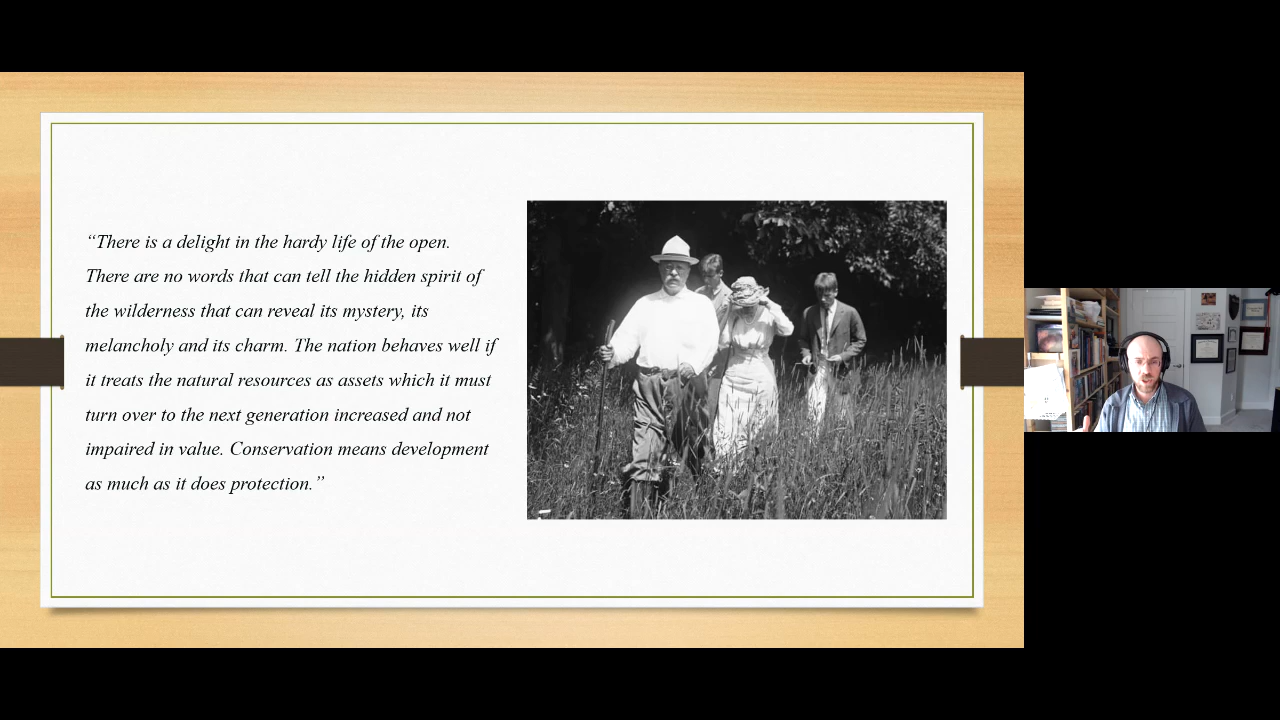 “There is a delight in the hardy life of the open.
There are no words that can tell the hidden spirit of
the wilderness that can reveal its mystery, its
melancholy and its charm. The nation behaves well if
it treats the natural resources as assets which it must
turn over to the next generation increased and not
impaired in value. Conservation means development
as much as it does protection.”